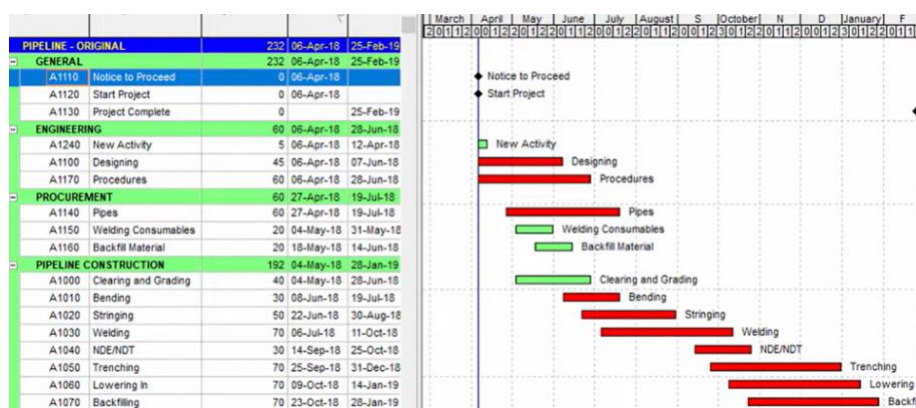 March April May June July August S October N D January F
PIPELINE - ORIGINAL 232 06-Apr-18 25-Feb-19
GENERAL 232 06-Apr-18 25-Feb-19
A1110 Notice to Proceed 0 06-Apr-18 Notice to Proceed
A1120 Start Project 0 06-Apr-18 Start Project
A1130 Project Complete 0 25-Feb-19
ENGINEERING 60 06-Apr-18 28-Jun-18
A1240 New Activity 5 06-Apr-18 12-Apr-18 New Activity
A1100 Designing 45 06-Apr-18 07-Jun-18 Designing
A1170 Procedures 60 06-Apr-18 28-Jun-18 Procedures
PROCUREMENT 60 27-Apr-18 19-Jul-18
A1140 Pipes 60 27-Apr-18 19-Jul-18 Pipes
A1150 Welding Consumables 20 04-May-18 31-May-18 Welding Consumables
A1160 Backfill Material 20 18-May-18 14-Jun-18 Backfill Material
PIPELINE CONSTRUCTION 192 04-May-18 28-Jan-19
A1000 Clearing and Grading 40 04-May-18 28-Jun-18 Clearing and Grading
A1010 Bending 30 08-Jun-18 19-Jul-18 Bending
A1020 Stringing 50 22-Jun-18 30-Aug-18 Stringing
A1030 Welding 70 06-Jul-18 11-Oct-18 Welding
A1040 NDE/NDT 30 14-Sep-18 25-Oct-18 NDE/NDT
A1050 Trenching 70 25-Sep-18 31-Dec-18 Trenching
A1060 Lowering In 70 09-Oct-18 14-Jan-19 Lowering
A1070 Backfilling 70 23-Oct-18 28-Jan-19 Backf